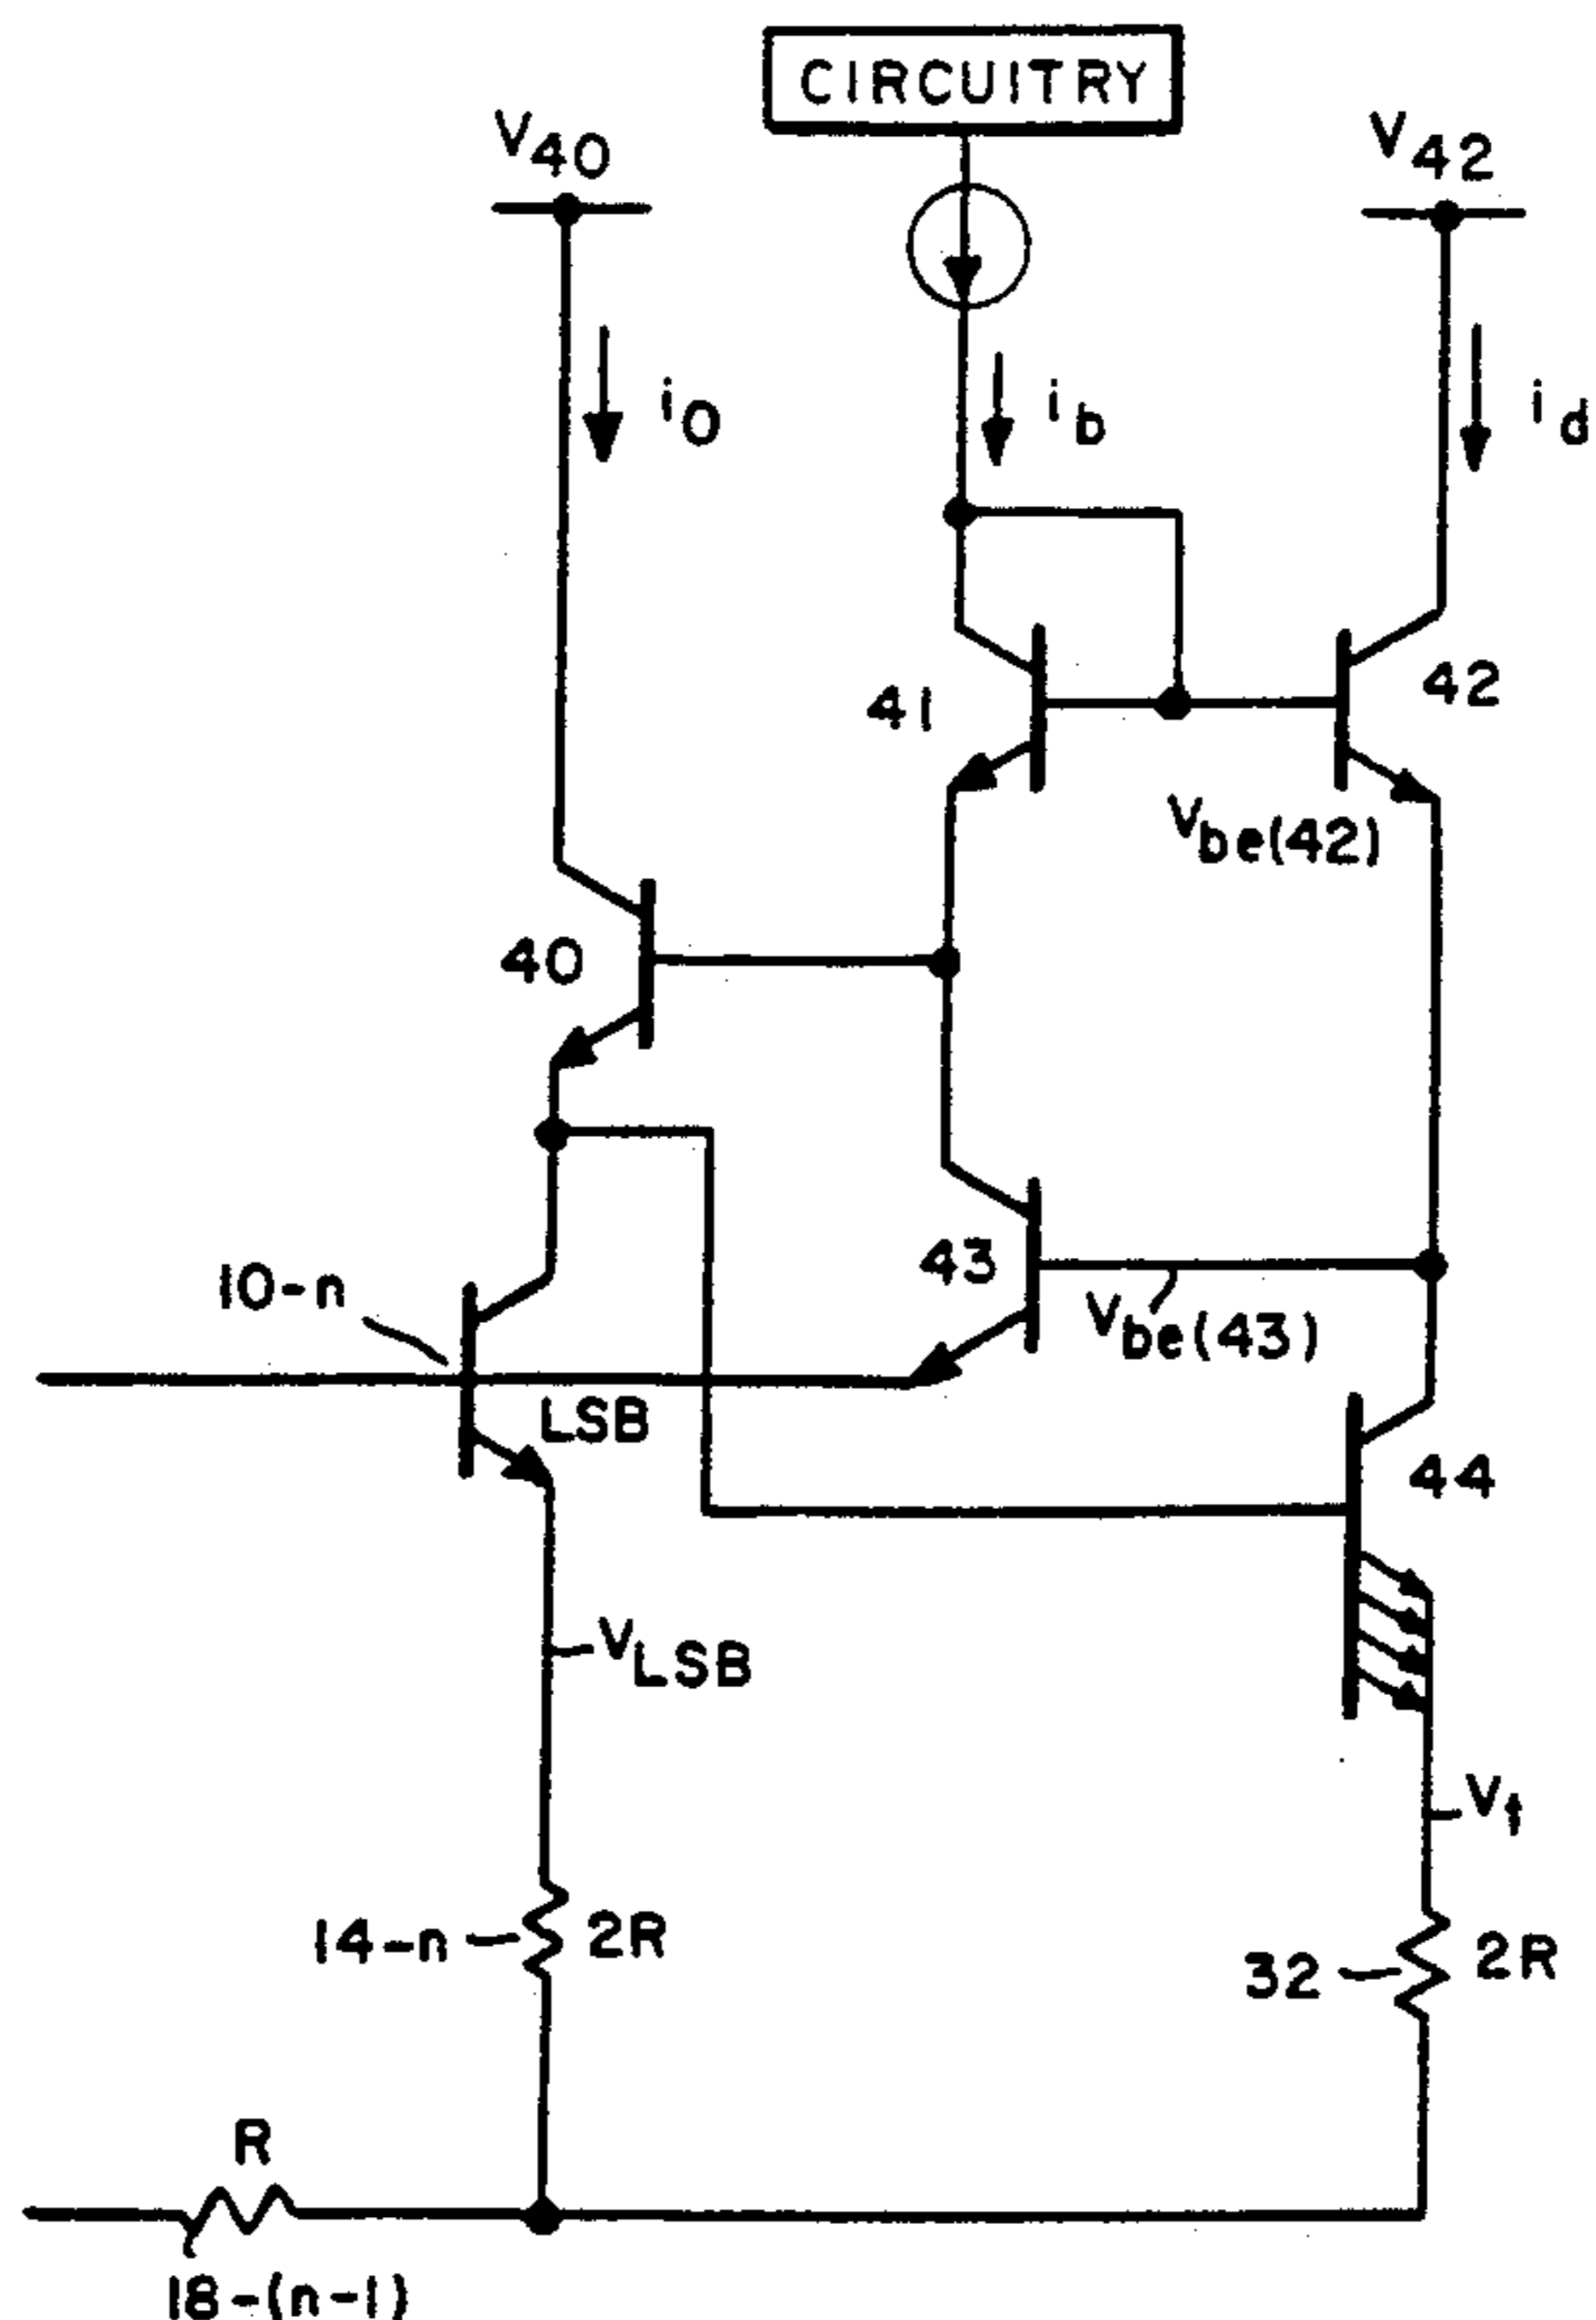 CIRCUITRY
V40
V42
i0
ib
id
41
42
Vbe(42)
40
43
10-n
Vbe(43)
LSB
44
VLSB
Vt
14-n
2R
32
2R
R
18-(n-1)